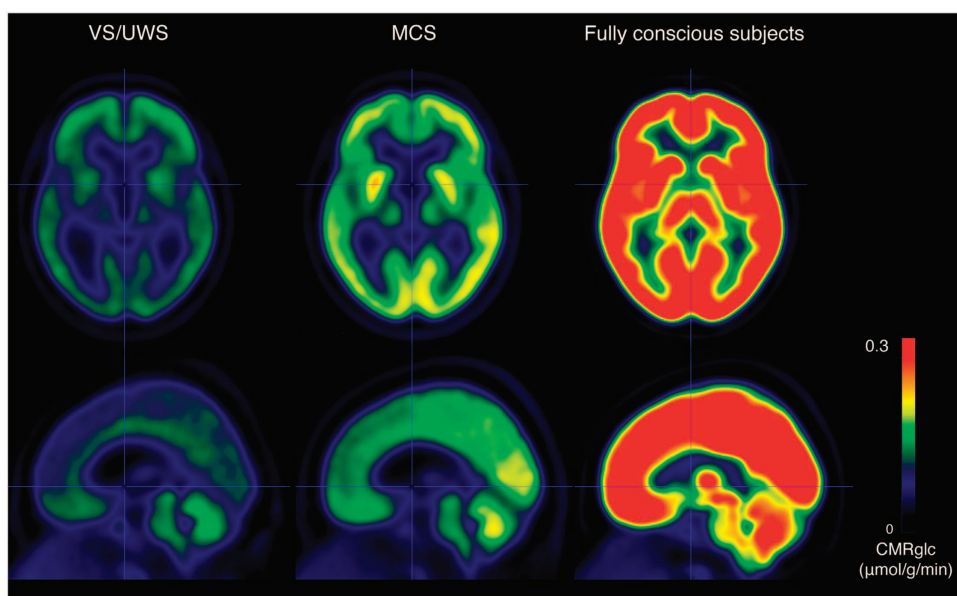 VS/UWS
MCS
Fully conscious subjects
0.3
0
CMRglc
(μmol/g/min)